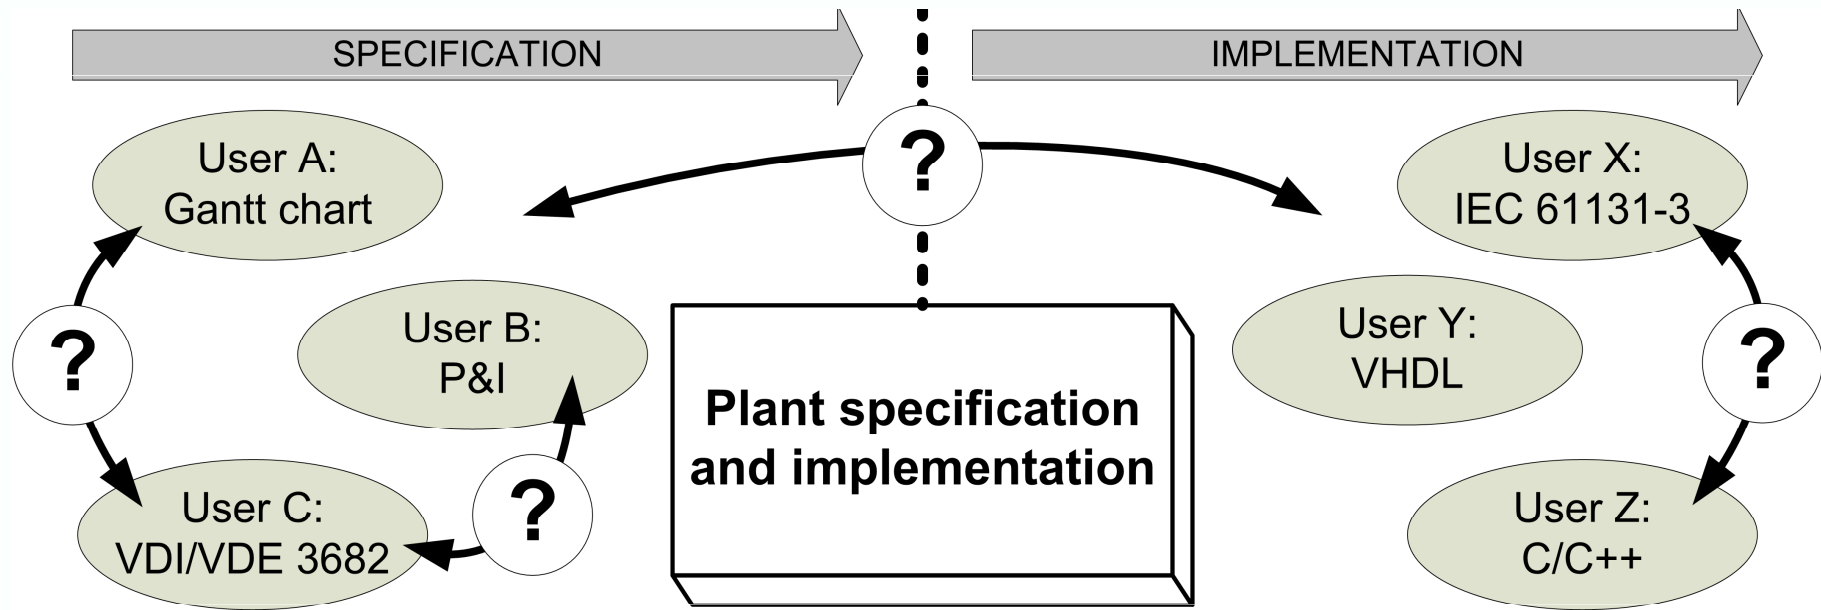 SPECIFICATION
IMPLEMENTATION
?
User A:
Gantt chart
User X:
IEC 61131-3
User B:
P&I
User Y:
VHDL
?
?
Plant specification
and implementation
?
User C:
VDI/VDE 3682
User Z:
C/C++